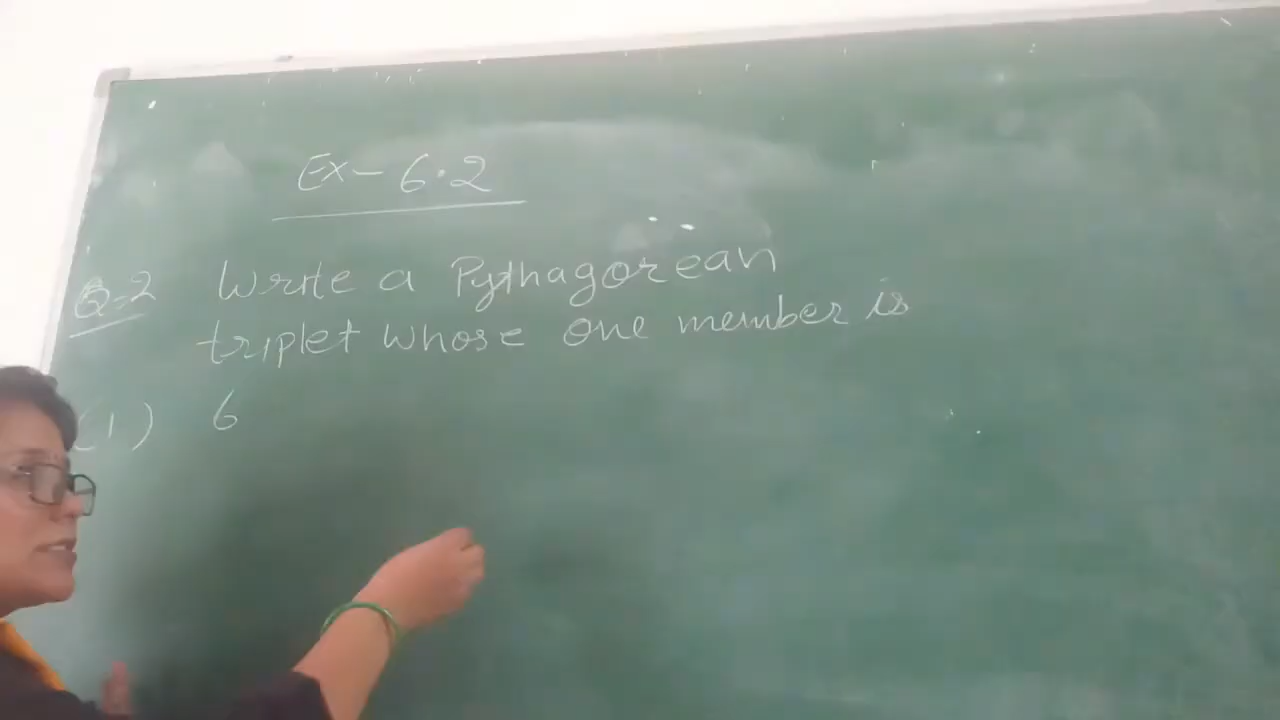 Ex - 6.2
Q=2 Write a Pythagorean
triplet whose one member is
(1) 6